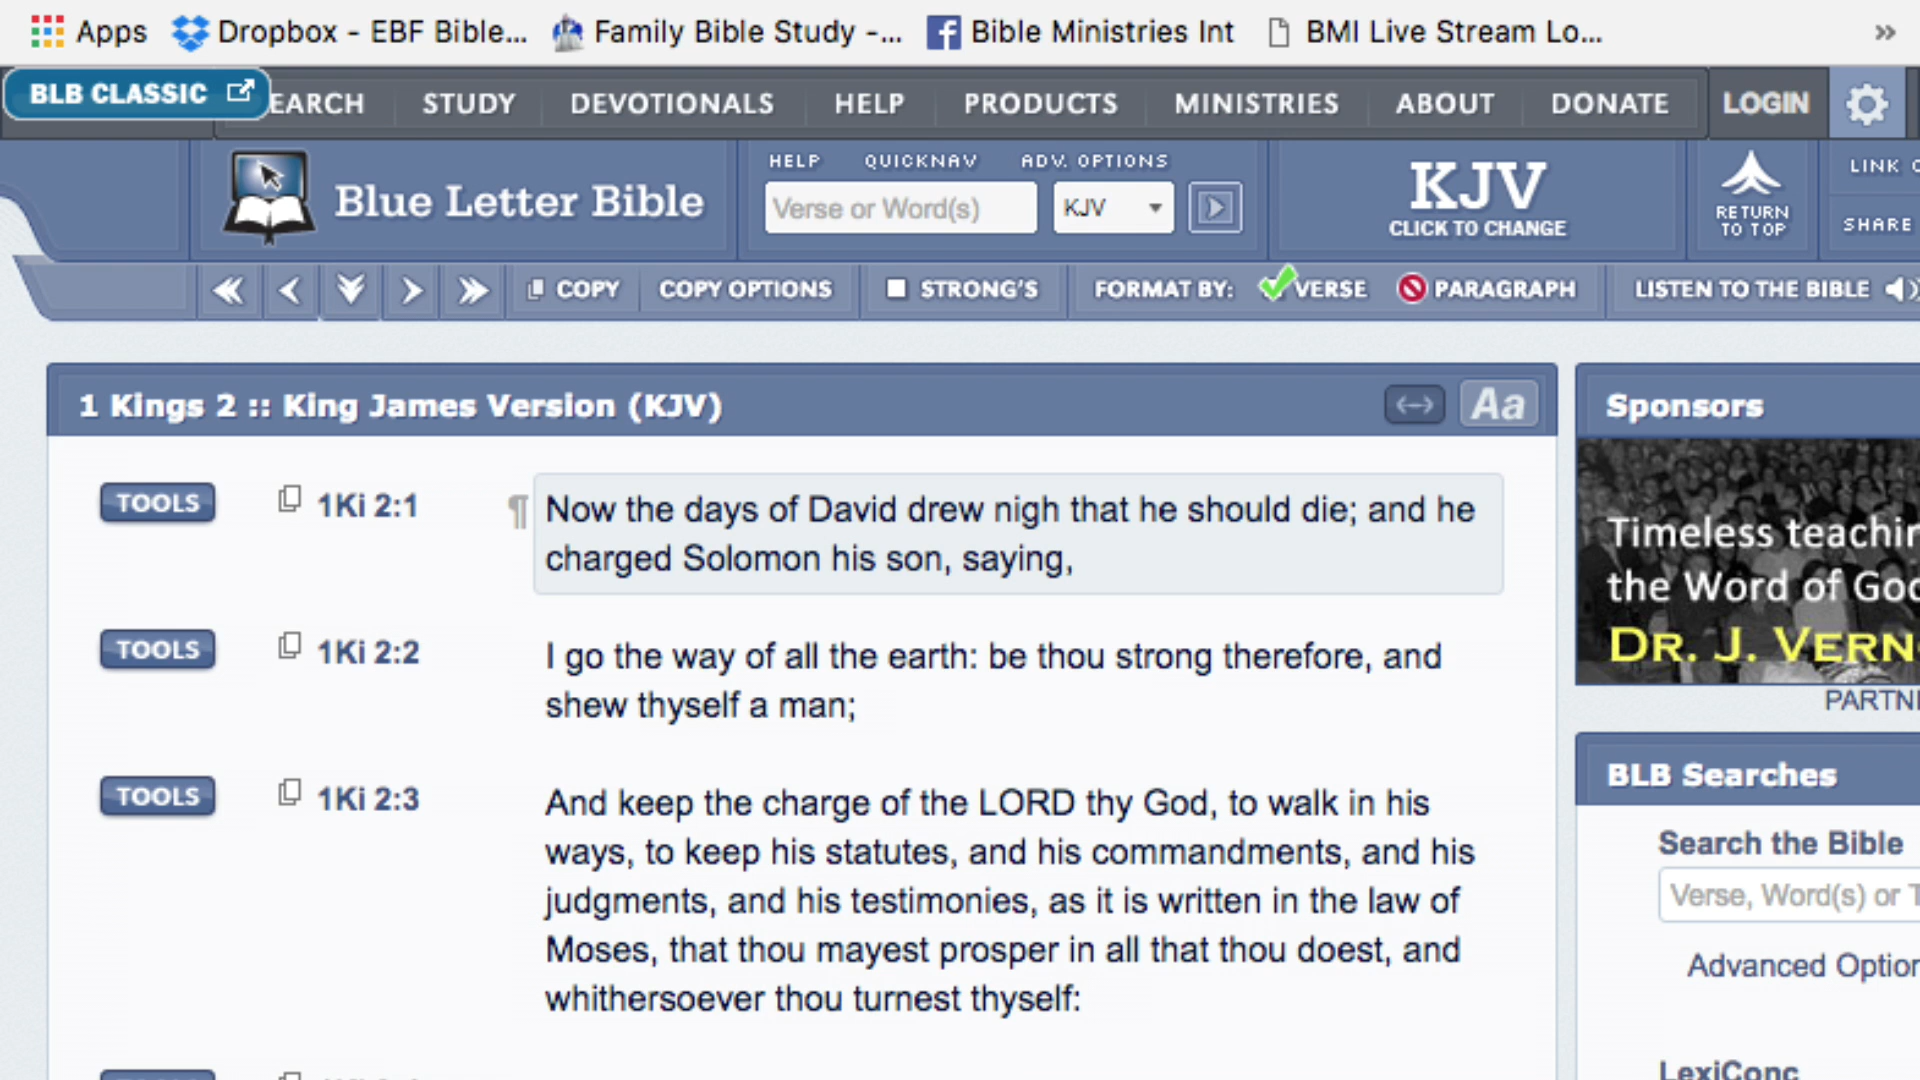 Apps Dropbox - EBF Bible... Family Bible Study -... Bible Ministries Int BMI Live Stream Lo... »
BLB CLASSIC EARCH STUDY DEVOTIONALS HELP PRODUCTS MINISTRIES ABOUT DONATE LOGIN
HELP QUICKNAV ADV. OPTIONS
Blue Letter Bible
Verse or Word(s) KJV
KJV
CLICK TO CHANGE
RETURN
TO TOP
LINK
SHARE
COPY COPY OPTIONS STRONG'S FORMAT BY: VERSE PARAGRAPH LISTEN TO THE BIBLE
1 Kings 2 :: King James Version (KJV) Aa
TOOLS 1Ki 2:1 ¶ Now the days of David drew nigh that he should die; and he
charged Solomon his son, saying,
TOOLS 1Ki 2:2 I go the way of all the earth: be thou strong therefore, and
shew thyself a man;
TOOLS 1Ki 2:3 And keep the charge of the LORD thy God, to walk in his
ways, to keep his statutes, and his commandments, and his
judgments, and his testimonies, as it is written in the law of
Moses, that thou mayest prosper in all that thou doest, and
whithersoever thou turnest thyself:
Sponsors
Timeless teachin
the Word of God
DR. J. VERN
PARTN
BLB Searches
Search the Bible
Verse, Word(s) or T
Advanced Option
LexiConc